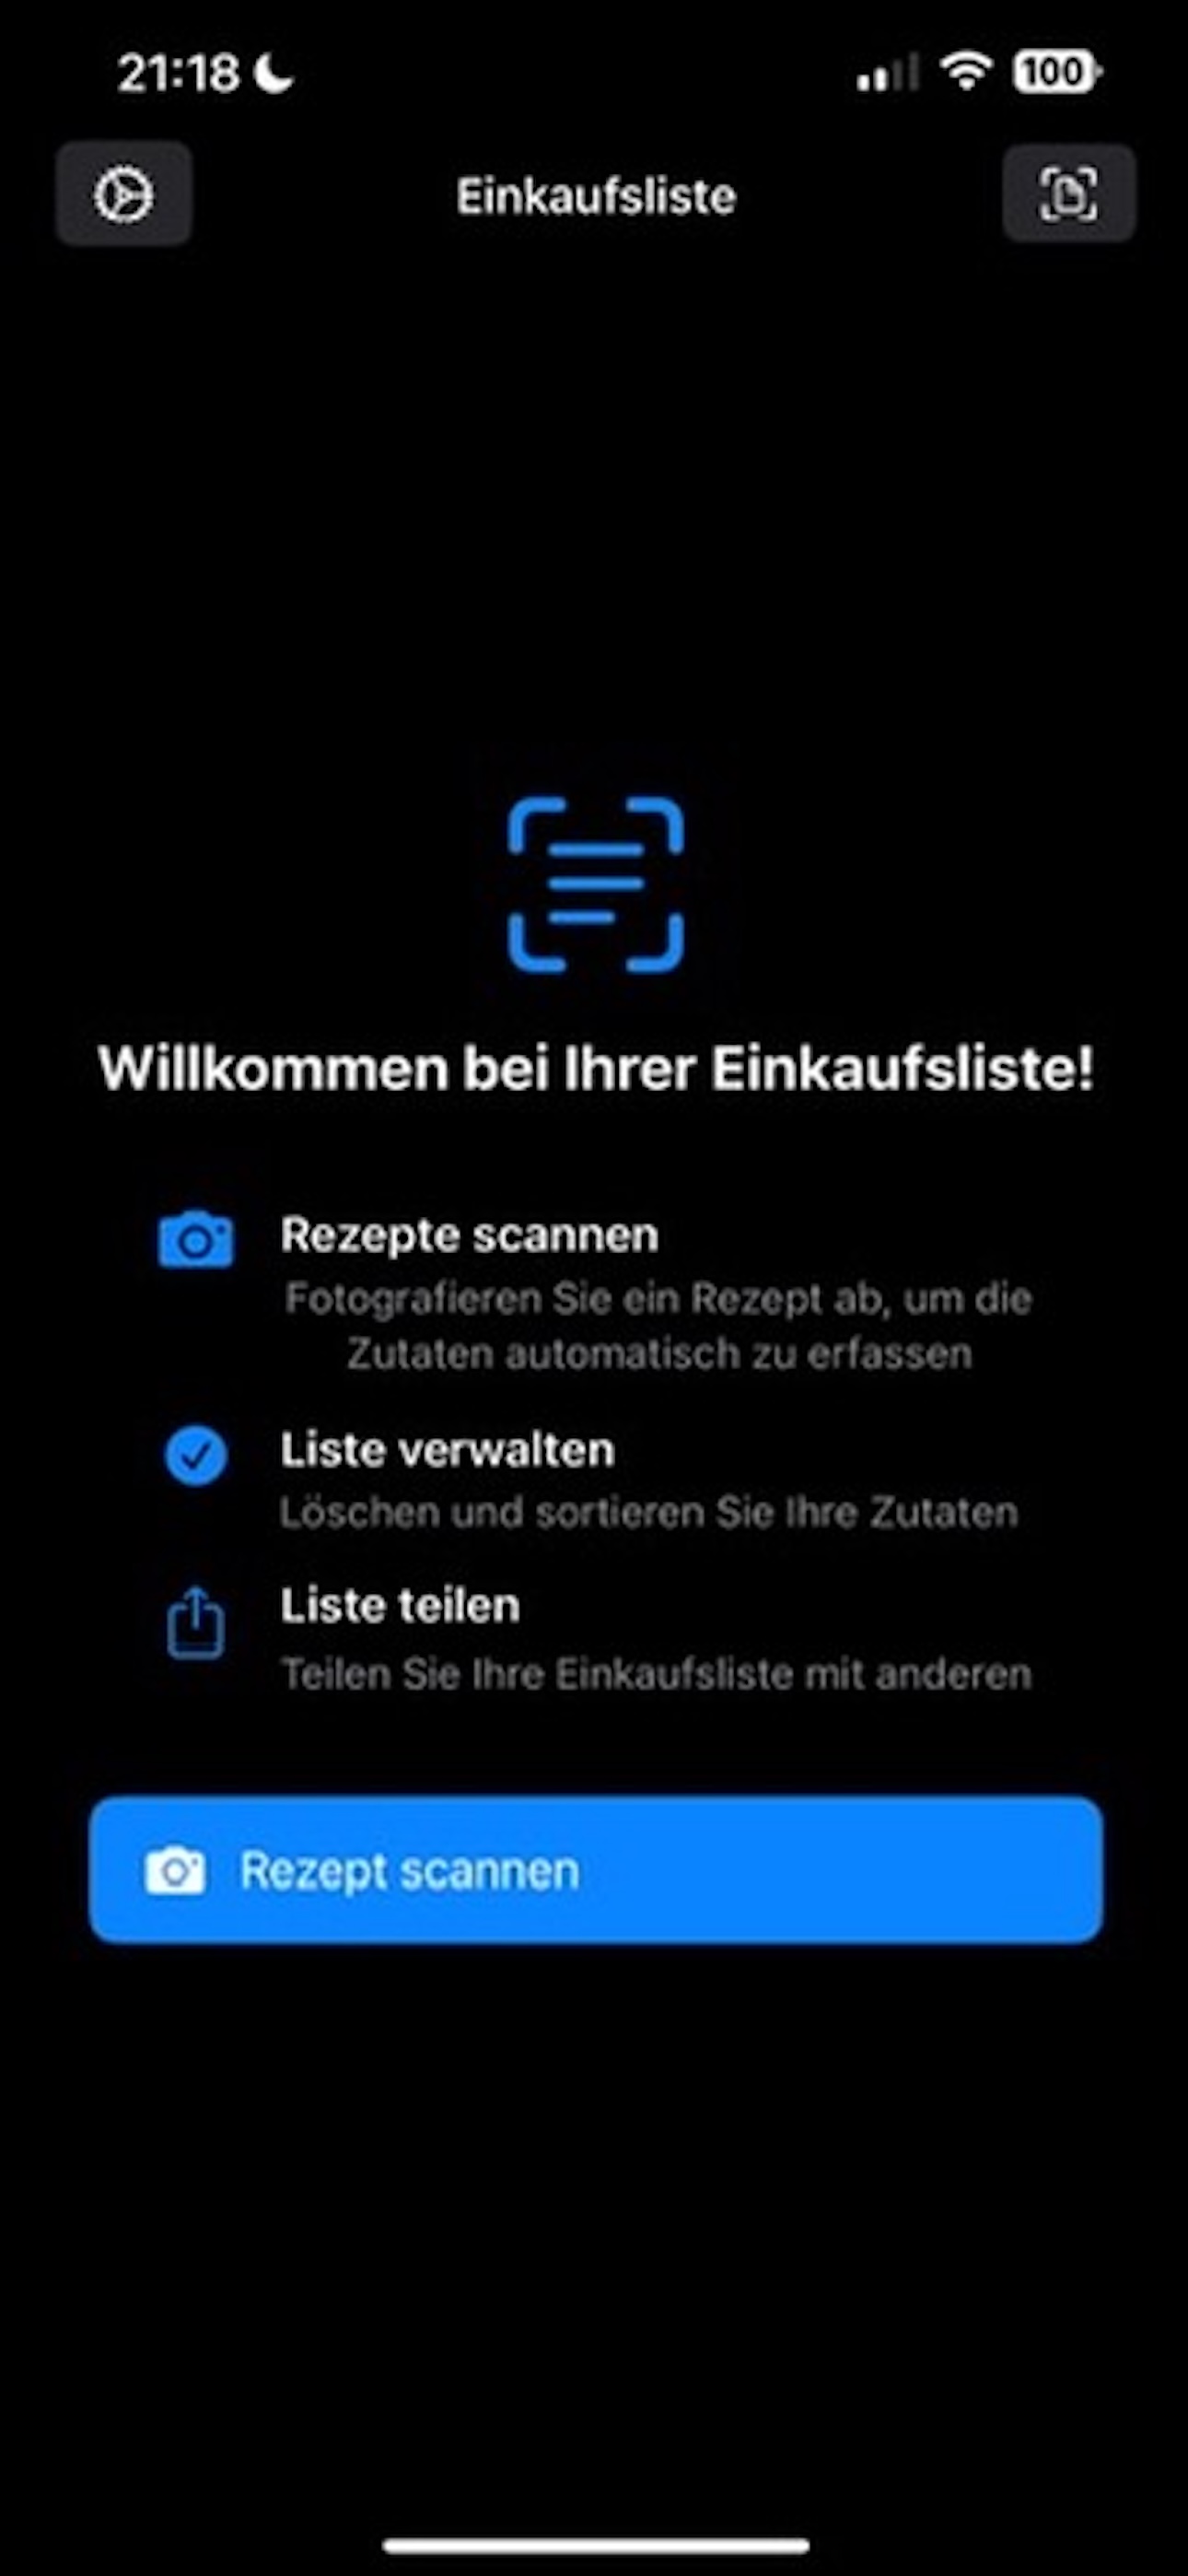 21:18
100
Einkaufsliste
Willkommen bei Ihrer Einkaufsliste!
Rezepte scannen
Fotografieren Sie ein Rezept ab, um die
Zutaten automatisch zu erfassen
Liste verwalten
Löschen und sortieren Sie Ihre Zutaten
Liste teilen
Teilen Sie Ihre Einkaufsliste mit anderen
Rezept scannen